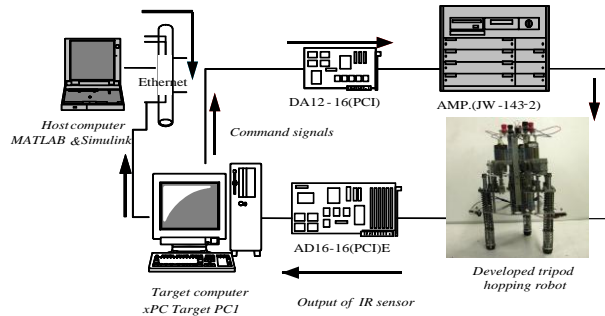 Ethernet
DA12-16(PCI)
AMP.(JW-143-2)
Host computer
MATLAB &Simulink
Command signals
AD16-16(PCI)E
Developed tripod
hopping robot
Target computer
xPC Target PC1
Output of IR sensor